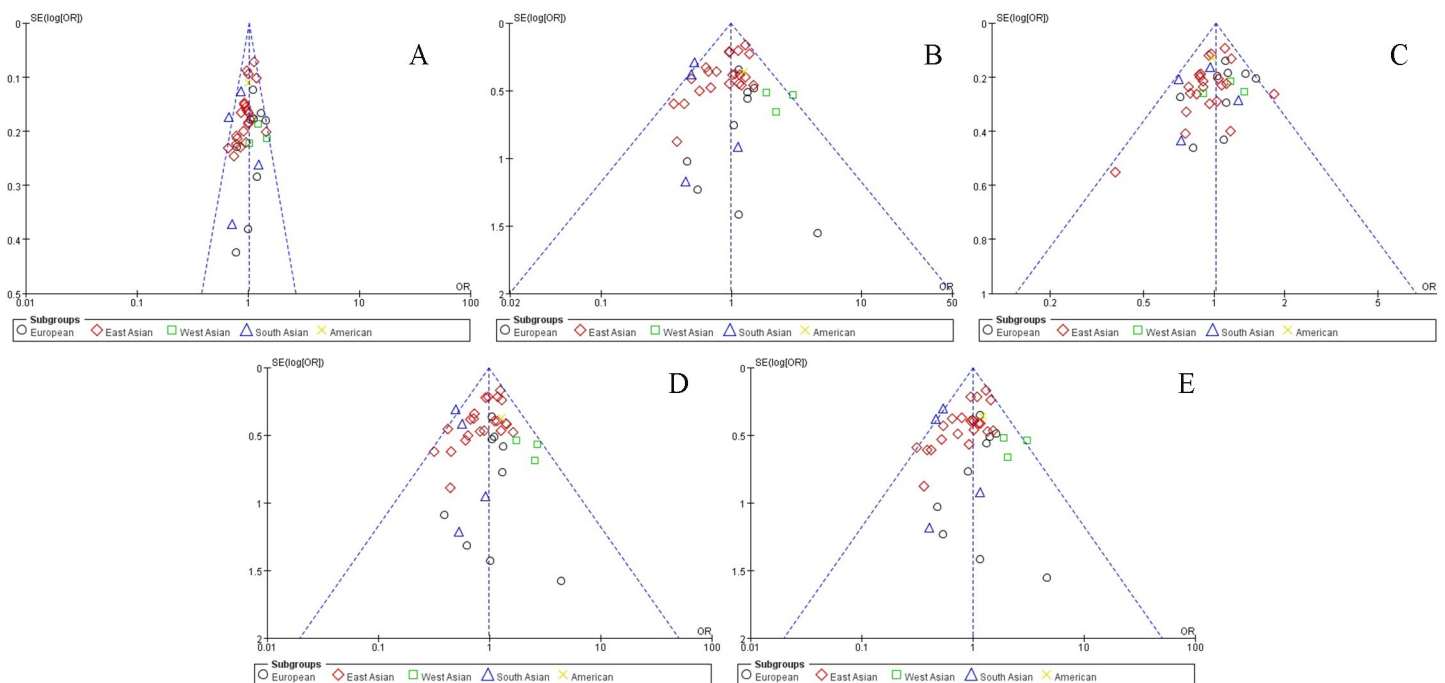 SE(log[OR])
A
0
0.1
0.2
0.3
0.4
0.5
OR
0.01 0.1 1 10 100
Subgroups
European East Asian West Asian South Asian American
SE(log[OR])
B
0
0.5
1
1.5
2
OR
0.02 0.1 1 10 50
Subgroups
European East Asian West Asian South Asian American
SE(log[OR])
C
0
0.2
0.4
0.6
0.8
1
OR
0.2 0.5 1 2 5
Subgroups
European East Asian West Asian South Asian American
SE(log[OR])
D
0
0.5
1
1.5
2
OR
0.01 0.1 1 10 100
Subgroups
European East Asian West Asian South Asian American
SE(log[OR])
E
0
0.5
1
1.5
2
OR
0.01 0.1 1 10 100
Subgroups
European East Asian West Asian South Asian American